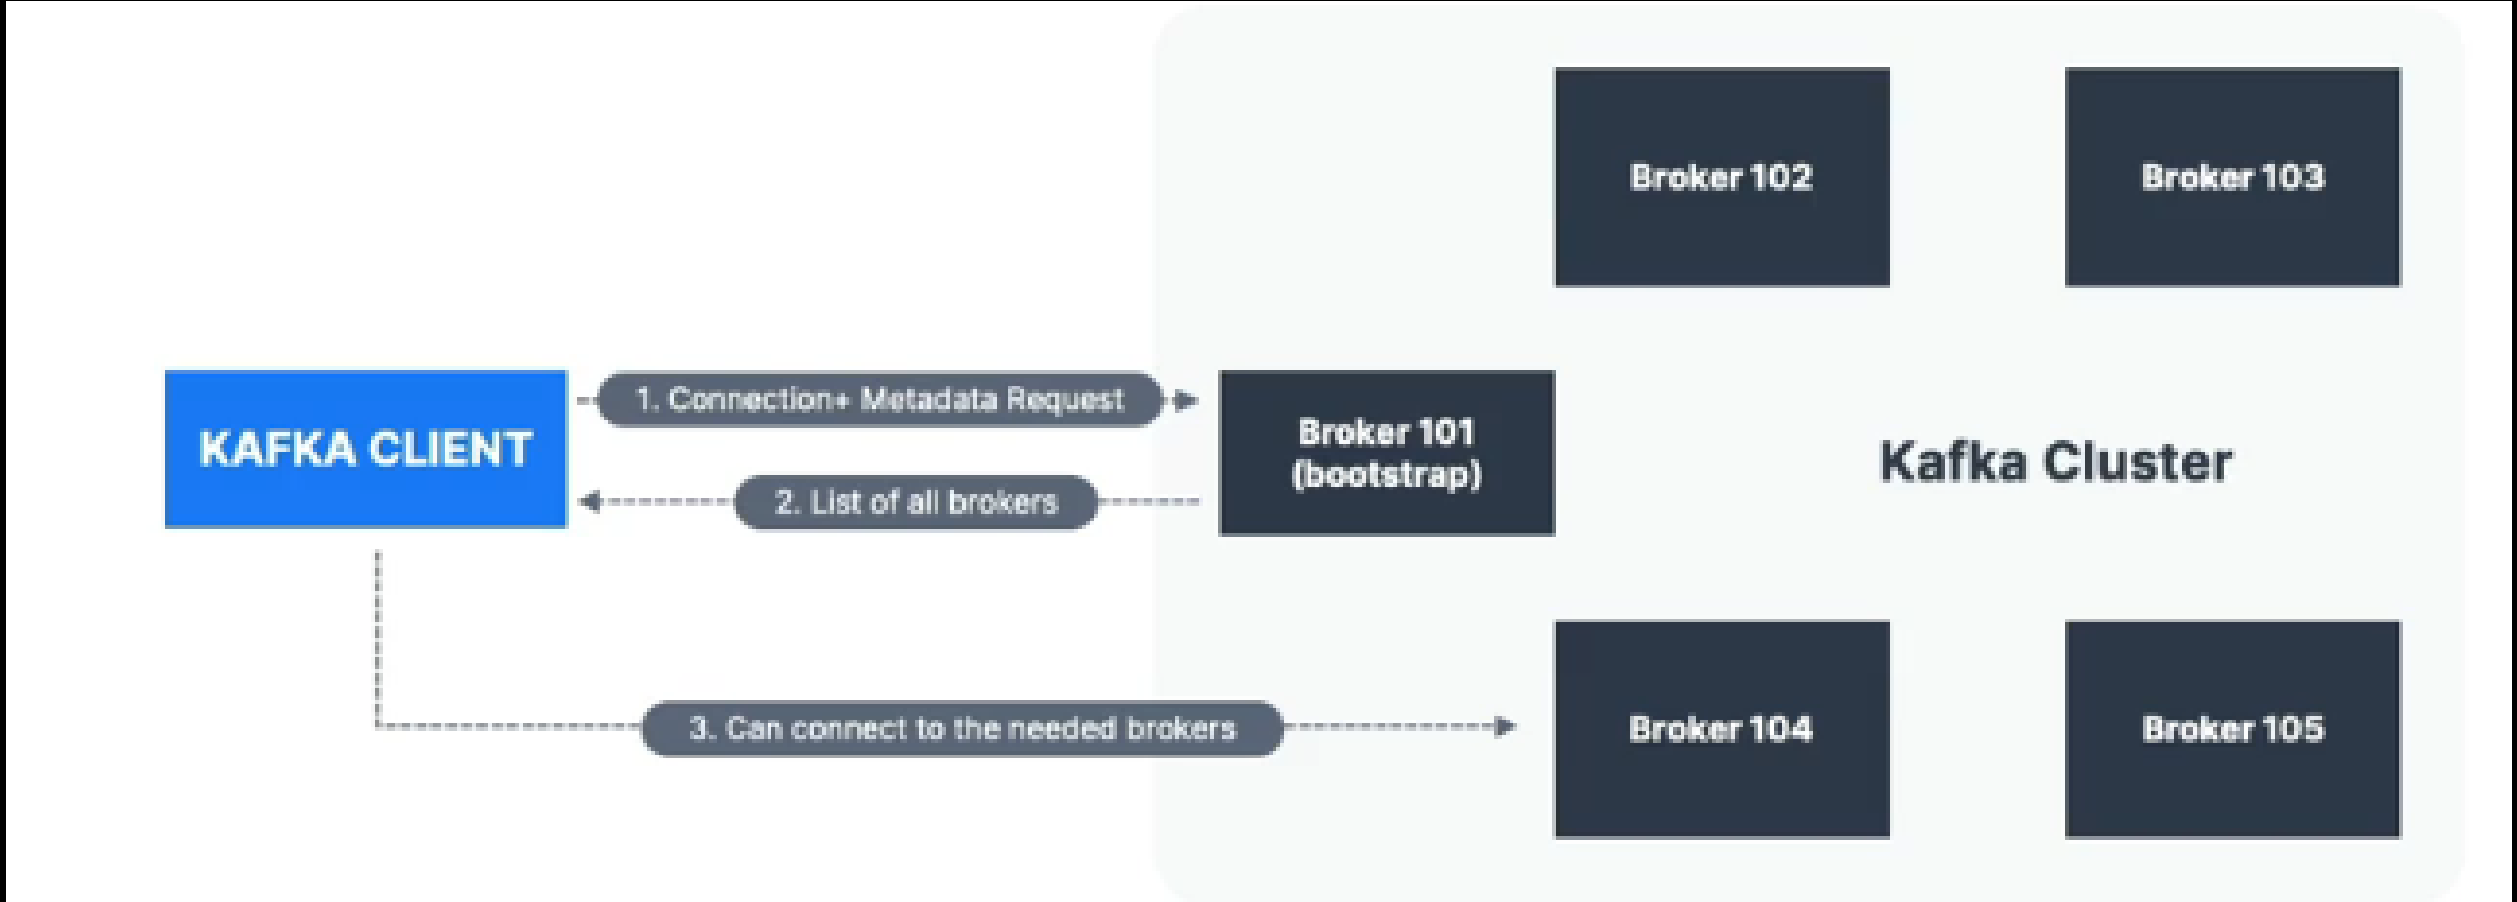 Broker 102
Broker 103
KAFKA CLIENT
1. Connection+ Metadata Request
2. List of all brokers
Broker 101
(bootstrap)
Kafka Cluster
3. Can connect to the needed brokers
Broker 104
Broker 105